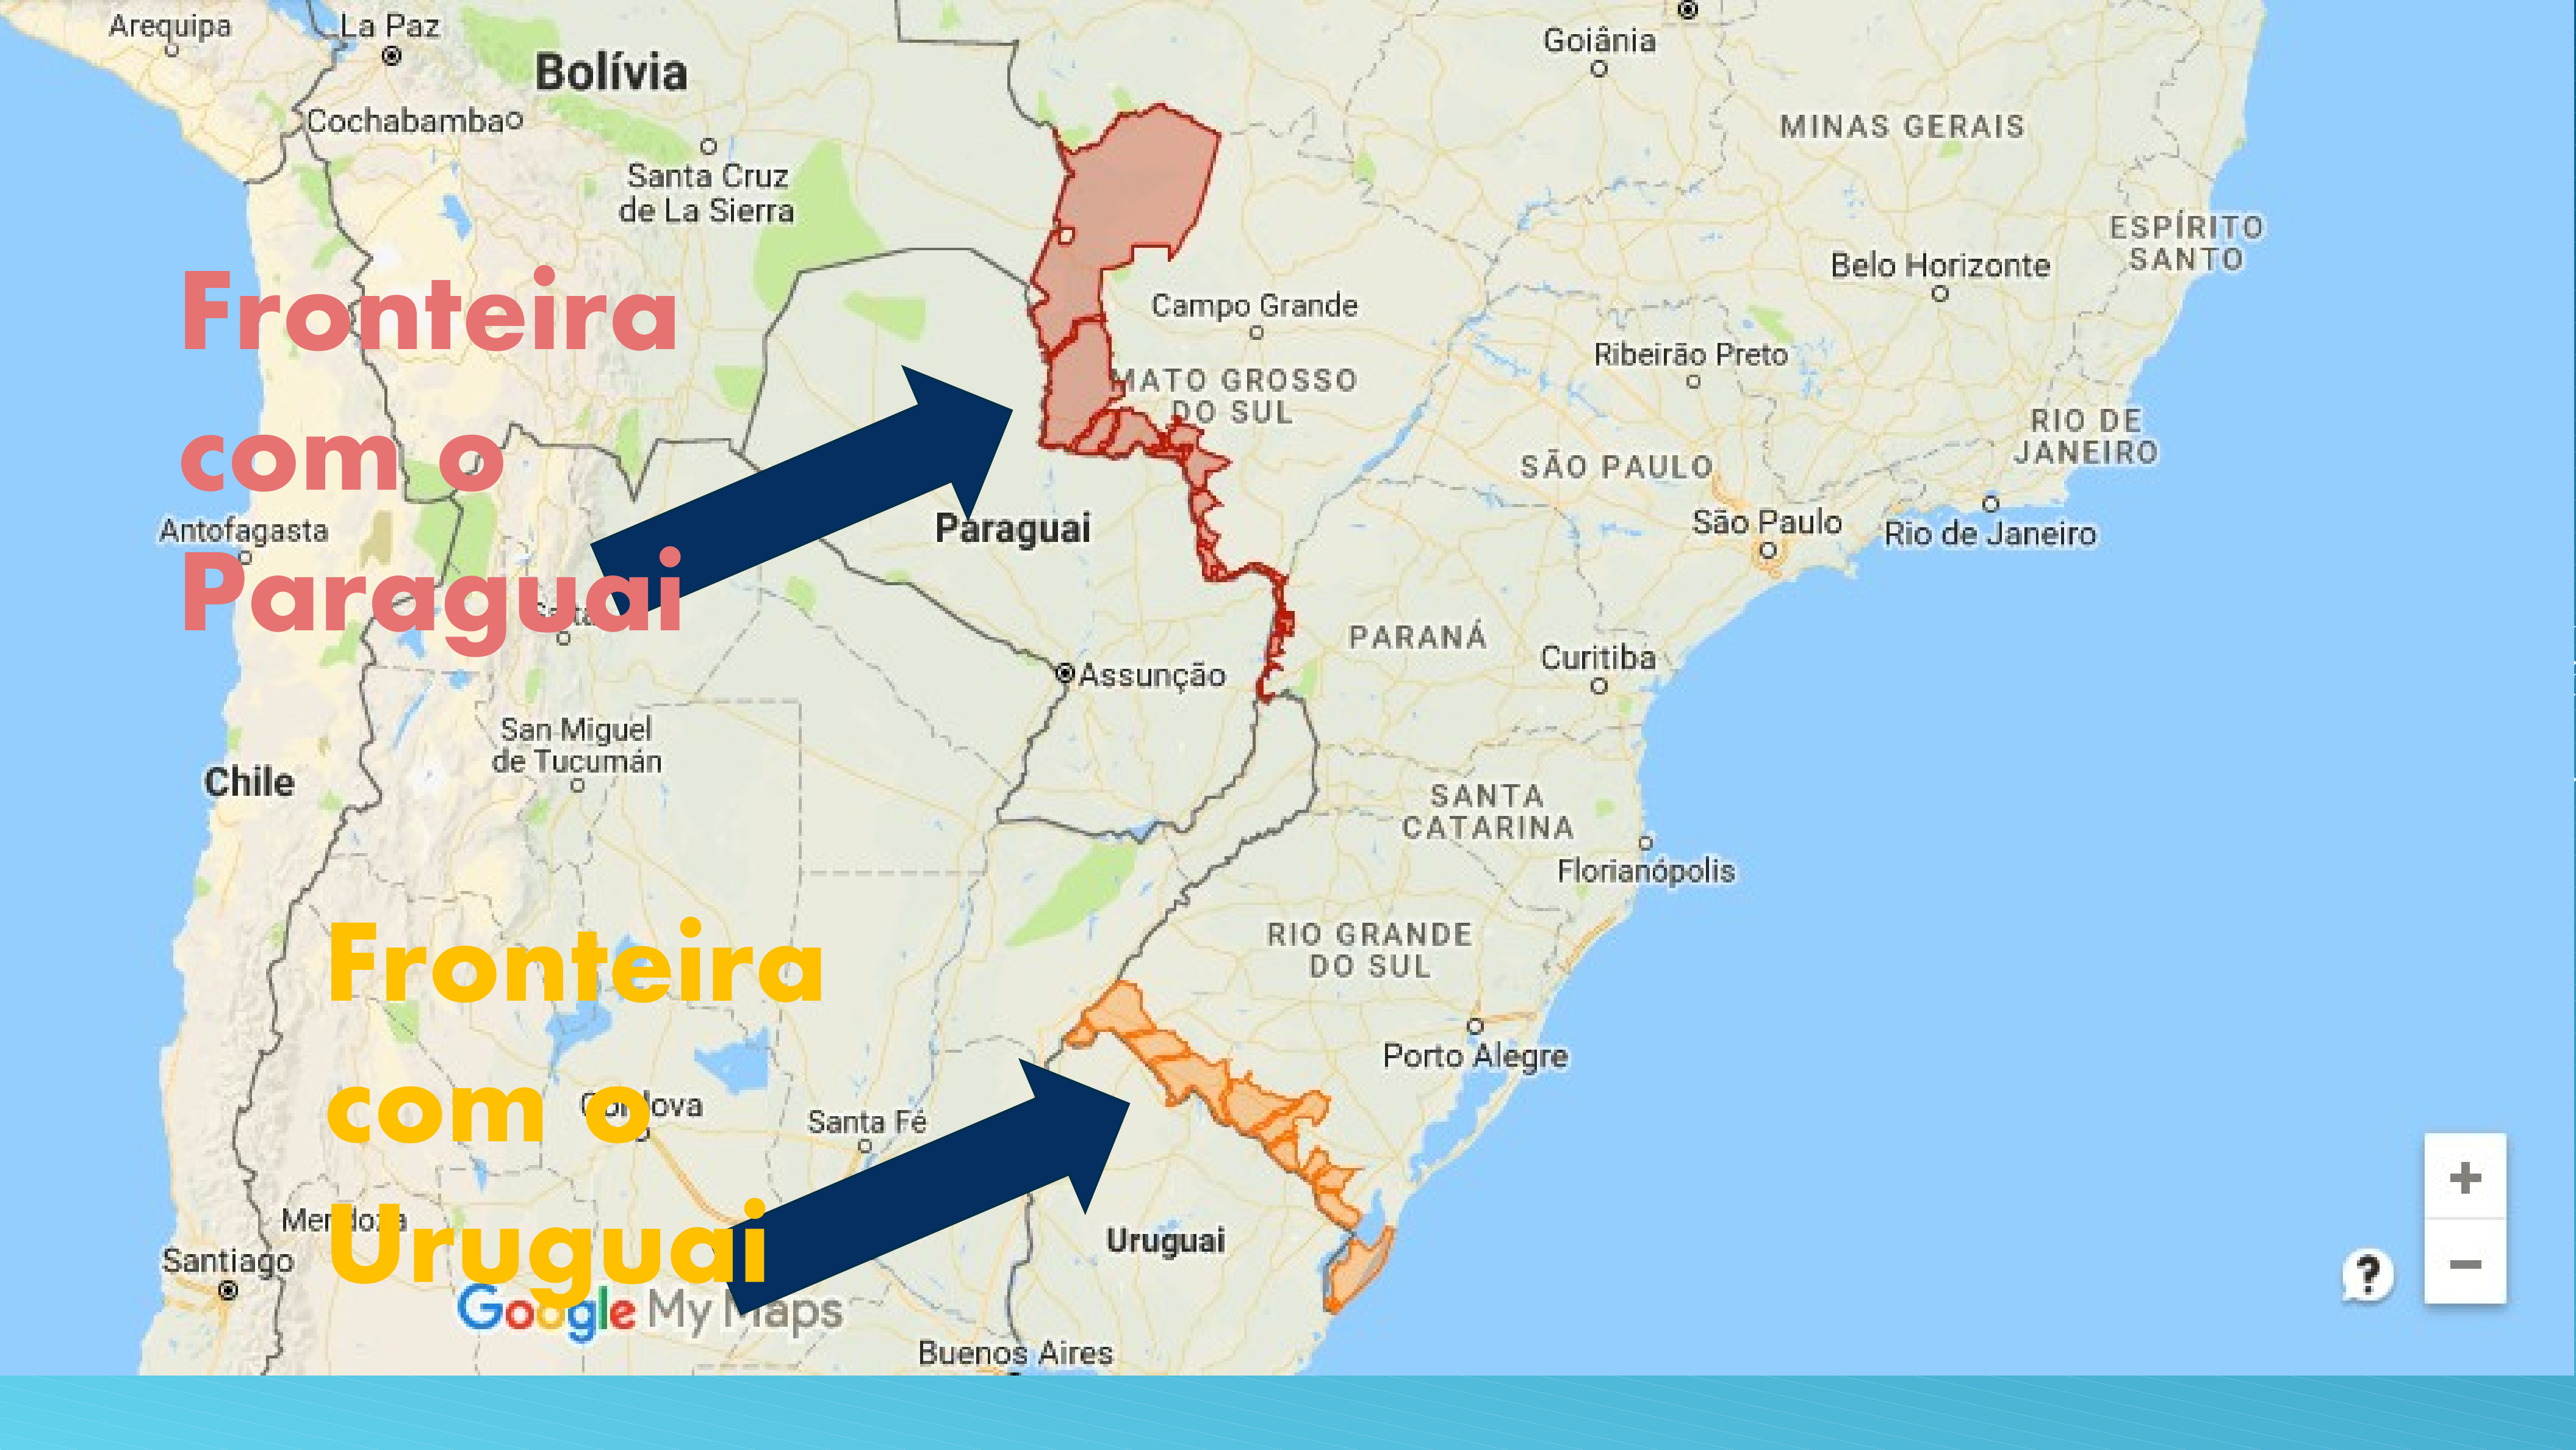 Arequipa
La Paz
Bolívia
Goiânia
Cochabamba
MINAS GERAIS
Santa Cruz
de La Sierra
ESPÍRITO
SANTO
Belo Horizonte
Fronteira
com o
Paraguai
Campo Grande
Ribeirão Preto
MATO GROSSO
DO SUL
RIO DE
JANEIRO
SÃO PAULO
Antofagasta
Paraguai
São Paulo
Rio de Janeiro
PARANÁ
Curitiba
Assunção
San Miguel
de Tucumán
Chile
SANTA
CATARINA
Florianópolis
Fronteira
com o
Uruguai
RIO GRANDE
DO SUL
Porto Alegre
Santa Fé
Mendoza
Uruguai
Santiago
Google My Maps
Buenos Aires
+
−
?